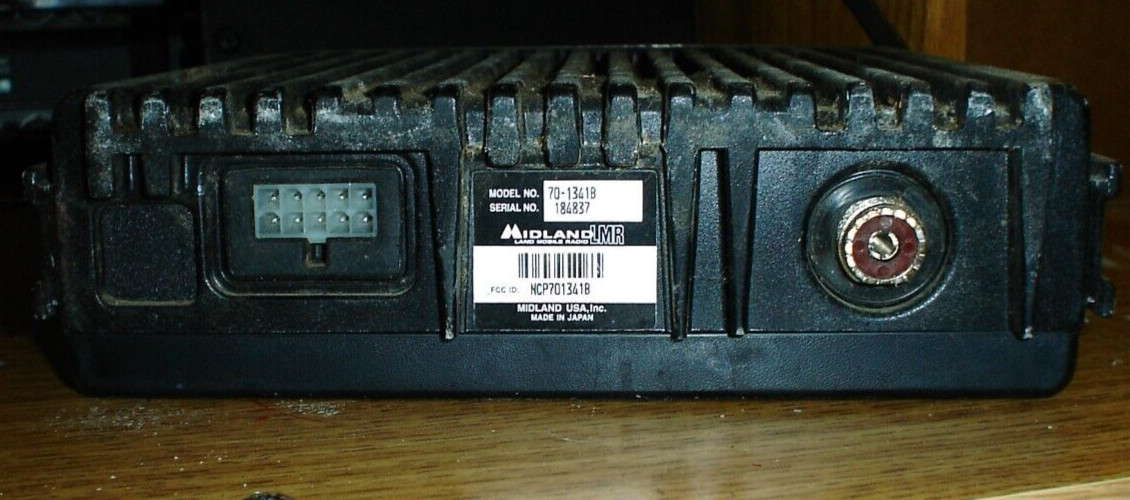 MODEL NO. 70-1341B
SERIAL NO. 184837
MIDLAND LMR
LAND MOBILE RADIO
FCC ID: NCP701341B
MIDLAND USA,Inc.
MADE IN JAPAN